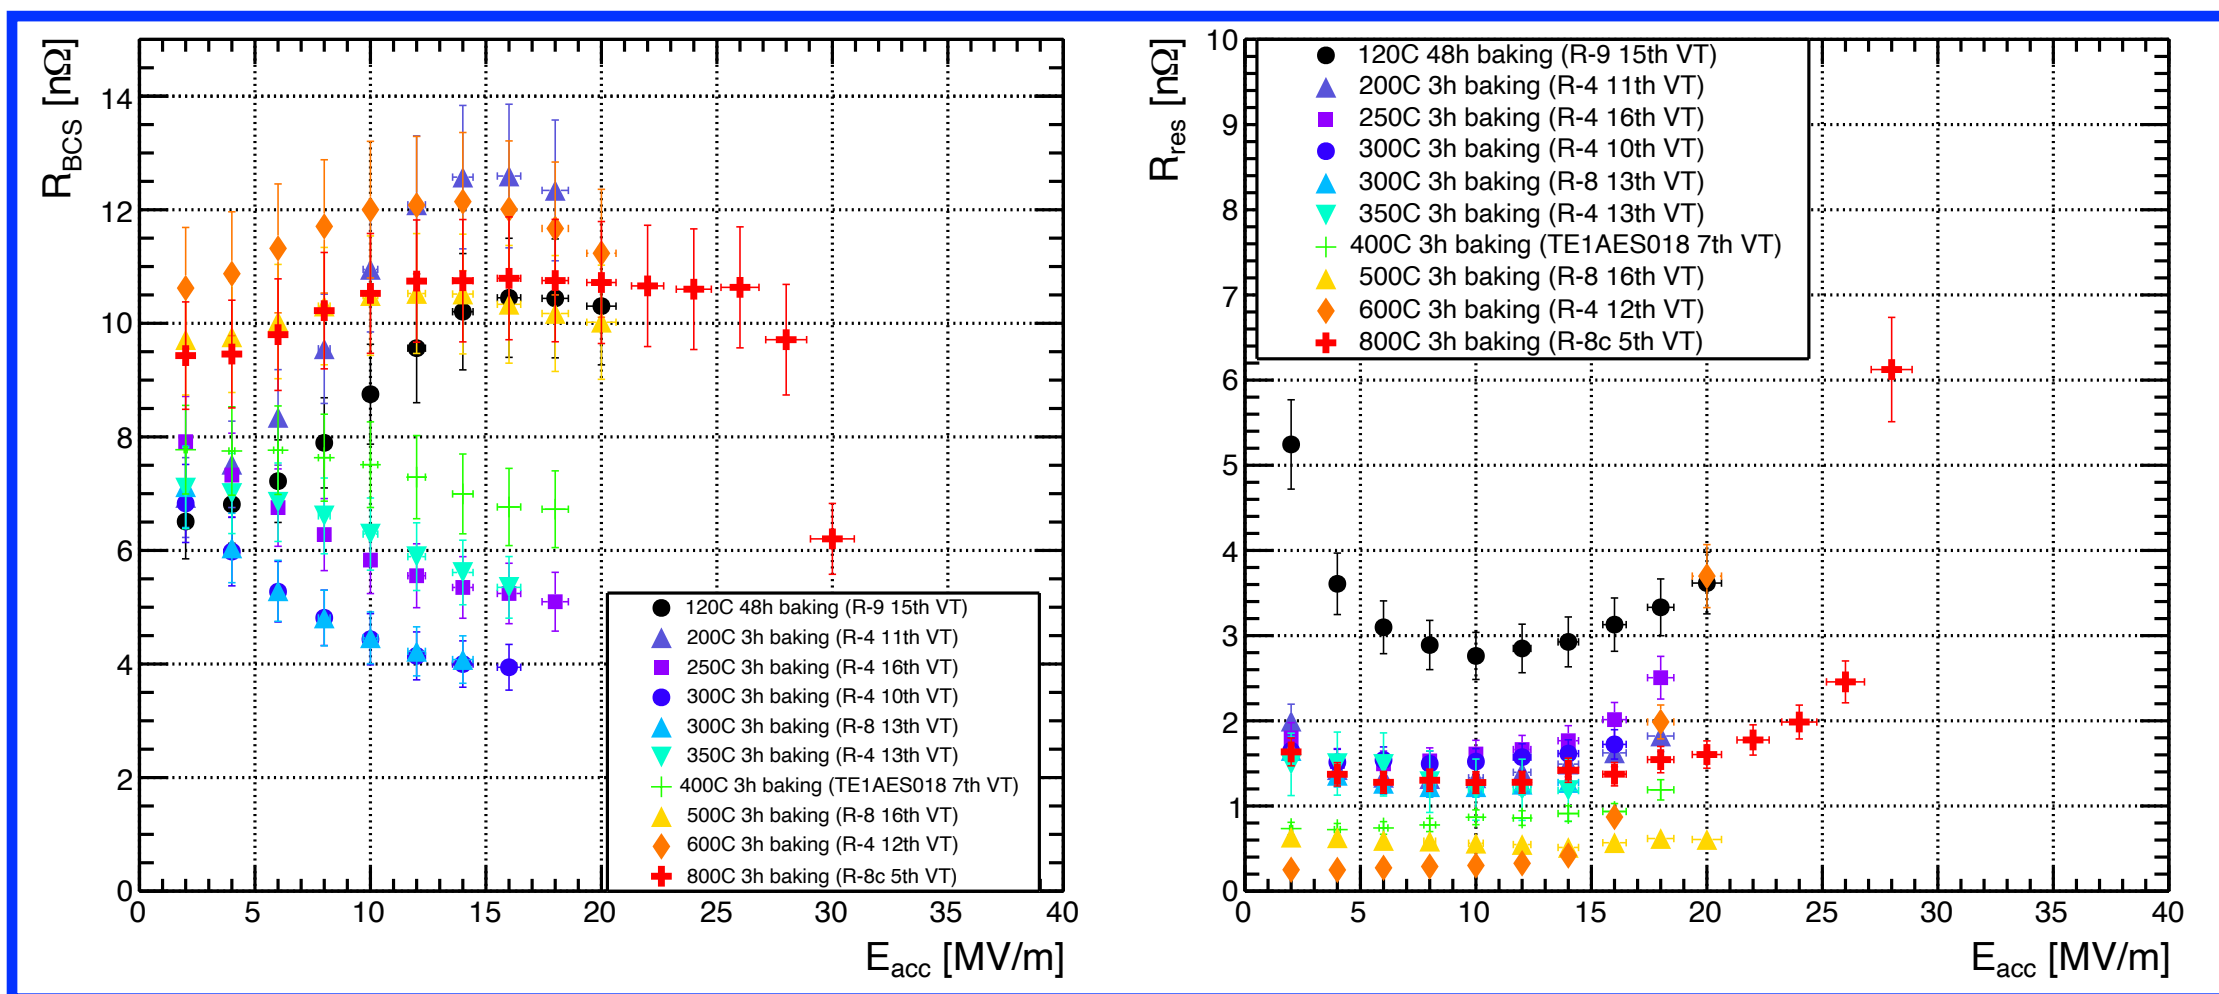 R_BCS [nΩ]
14
12
10
8
6
4
2
0
0 5 10 15 20 25 30 35 40
E_acc [MV/m]
120C 48h baking (R-9 15th VT)
200C 3h baking (R-4 11th VT)
250C 3h baking (R-4 16th VT)
300C 3h baking (R-4 10th VT)
300C 3h baking (R-8 13th VT)
350C 3h baking (R-4 13th VT)
400C 3h baking (TE1AES018 7th VT)
500C 3h baking (R-8 16th VT)
600C 3h baking (R-4 12th VT)
800C 3h baking (R-8c 5th VT)
R_res [nΩ]
10
9
8
7
6
5
4
3
2
1
0
0 5 10 15 20 25 30 35 40
E_acc [MV/m]
120C 48h baking (R-9 15th VT)
200C 3h baking (R-4 11th VT)
250C 3h baking (R-4 16th VT)
300C 3h baking (R-4 10th VT)
300C 3h baking (R-8 13th VT)
350C 3h baking (R-4 13th VT)
400C 3h baking (TE1AES018 7th VT)
500C 3h baking (R-8 16th VT)
600C 3h baking (R-4 12th VT)
800C 3h baking (R-8c 5th VT)